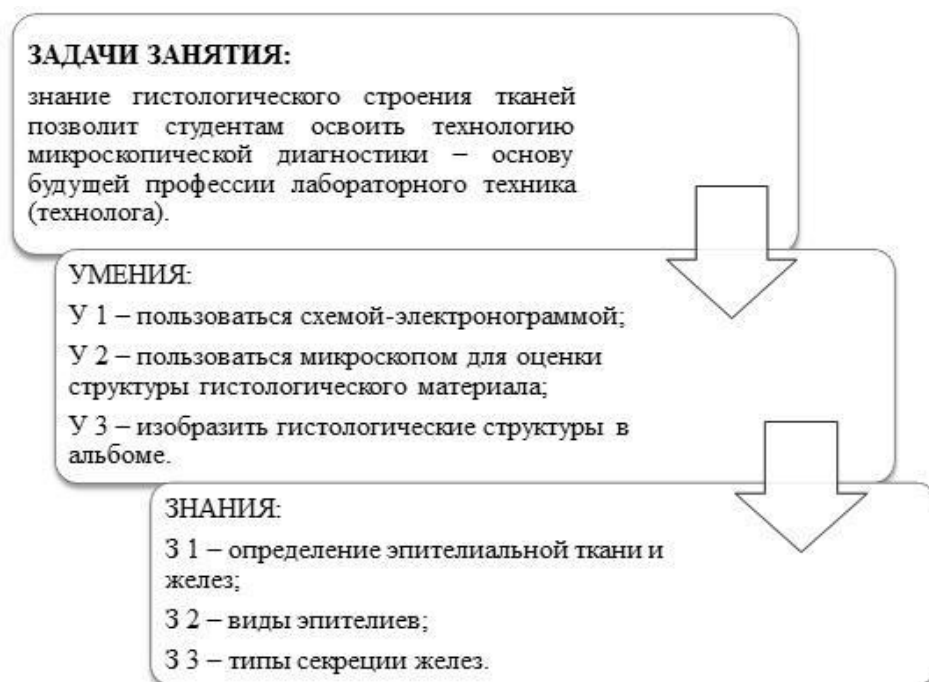 ЗАДАЧИ ЗАНЯТИЯ:
знание гистологического строения тканей
позволит студентам освоить технологию
микроскопической диагностики – основу
будущей профессии лабораторного техника
(технолога).
УМЕНИЯ:
У 1 – пользоваться схемой-электронограммой;
У 2 – пользоваться микроскопом для оценки
структуры гистологического материала;
У 3 – изобразить гистологические структуры в
альбоме.
ЗНАНИЯ:
З 1 – определение эпителиальной ткани и
желез;
З 2 – виды эпителиев;
З 3 – типы секреции желез.